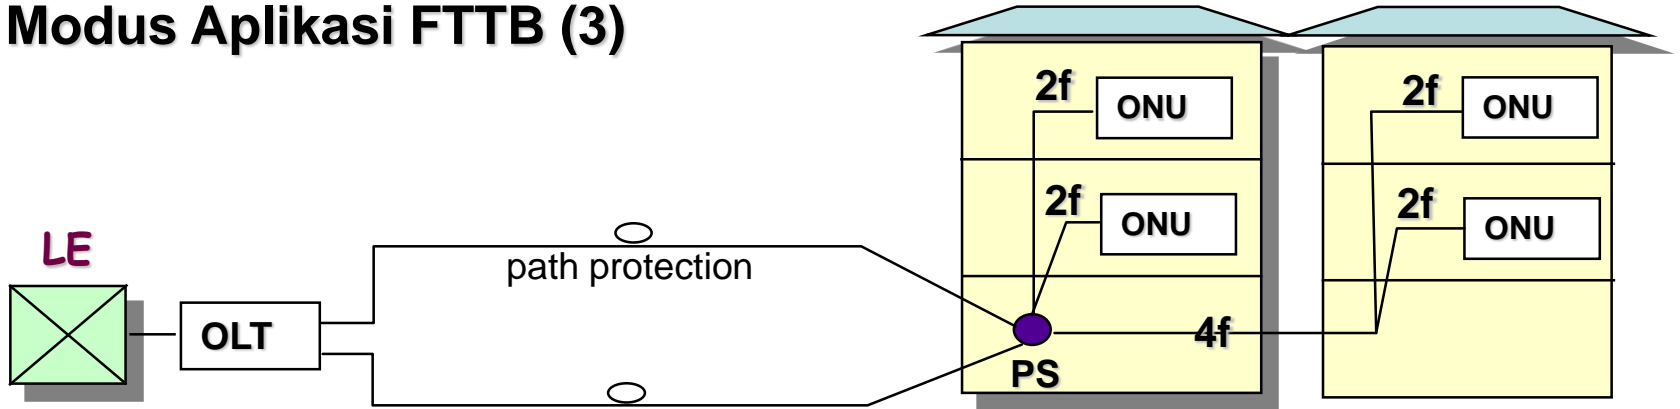 Modus Aplikasi FTTB (3)
2f
ONU
2f
ONU
2f
ONU
2f
ONU
LE
path protection
OLT
4f
PS